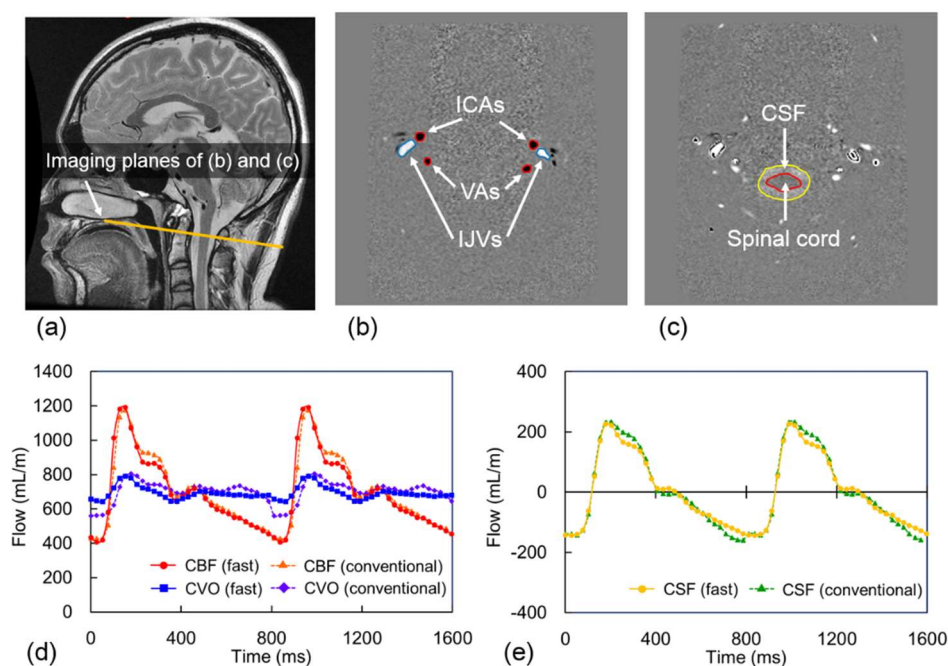 Imaging planes of (b) and (c)
(a)
ICAs
VAs
IJVs
(b)
CSF
Spinal cord
(c)
Flow (mL/m)
1400
1200
1000
800
600
400
200
0
CBF (fast)
CBF (conventional)
CVO (fast)
CVO (conventional)
0
400
800
1200
1600
Time (ms)
(d)
Flow (mL/m)
400
200
0
-200
-400
CSF (fast)
CSF (conventional)
0
400
800
1200
1600
Time (ms)
(e)